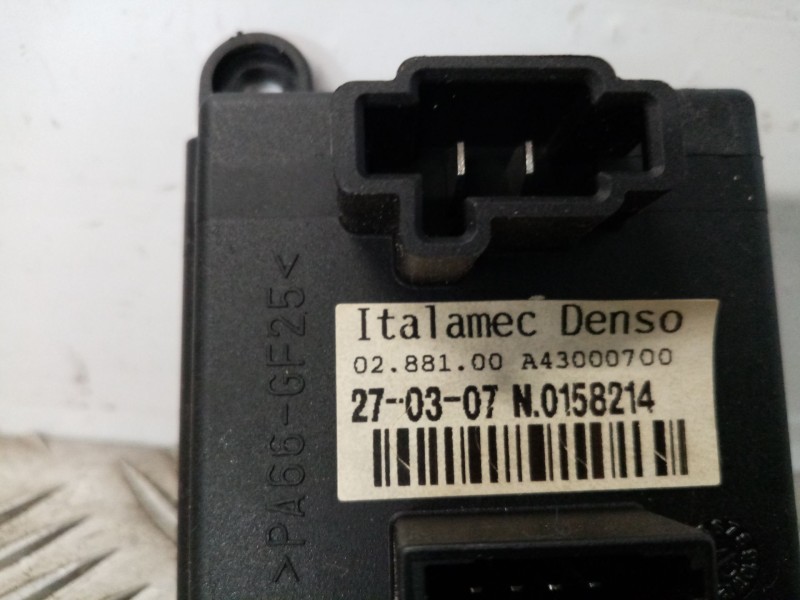 Italamec Denso
02.881.00 A43000700
27-03-07 N.0158214
>PA66-GF25<